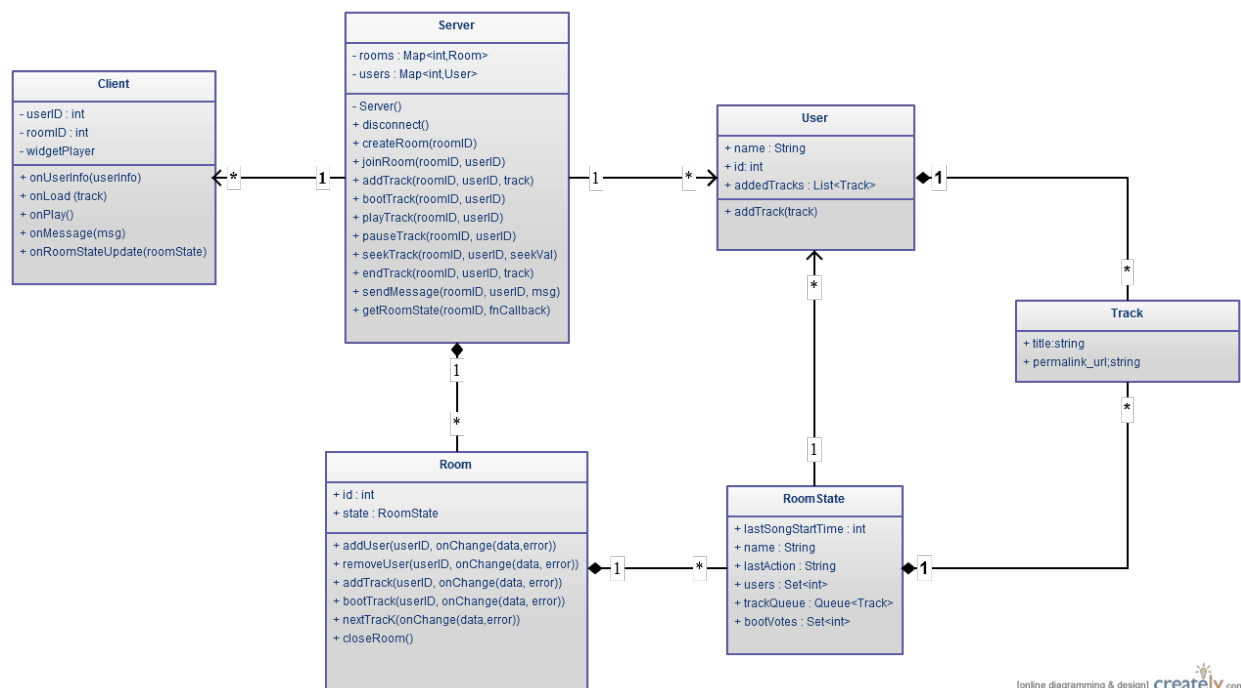 Server
- rooms : Map<int,Room>
- users : Map<int,User>
- Server()
+ disconnect()
+ createRoom(roomID)
+ joinRoom(roomID, userID)
+ addTrack(roomID, userID, track)
+ bootTrack(roomID, userID)
+ playTrack(roomID, userID)
+ pauseTrack(roomID, userID)
+ seekTrack(roomID, userID, seekVal)
+ endTrack(roomID, userID, track)
+ sendMessage(roomID, userID, msg)
+ getRoomState(roomID, fnCallback)
Client
- userID : int
- roomID : int
- widgetPlayer
+ onUserInfo(userInfo)
+ onLoad (track)
+ onPlay()
+ onMessage(msg)
+ onRoomStateUpdate(roomState)
*
1
1
*
User
+ name : String
+ id: int
+ addedTracks : List<Track>
+ addTrack(track)
1
*
*
1
Track
+ title:string
+ permalink_url;string
*
1
*
Room
+ id : int
+ state : RoomState
+ addUser(userID, onChange(data,error))
+ removeUser(userID, onChange(data, error))
+ addTrack(userID, onChange(data, error))
+ bootTrack(userID, onChange(data, error))
+ nextTracK(onChange(data,error))
+ closeRoom()
1
*
RoomState
+ lastSongStartTime : int
+ name : String
+ lastAction : String
+ users : Set<int>
+ trackQueue : Queue<Track>
+ bootVotes : Set<int>
1
[online diagramming & design] creately.com